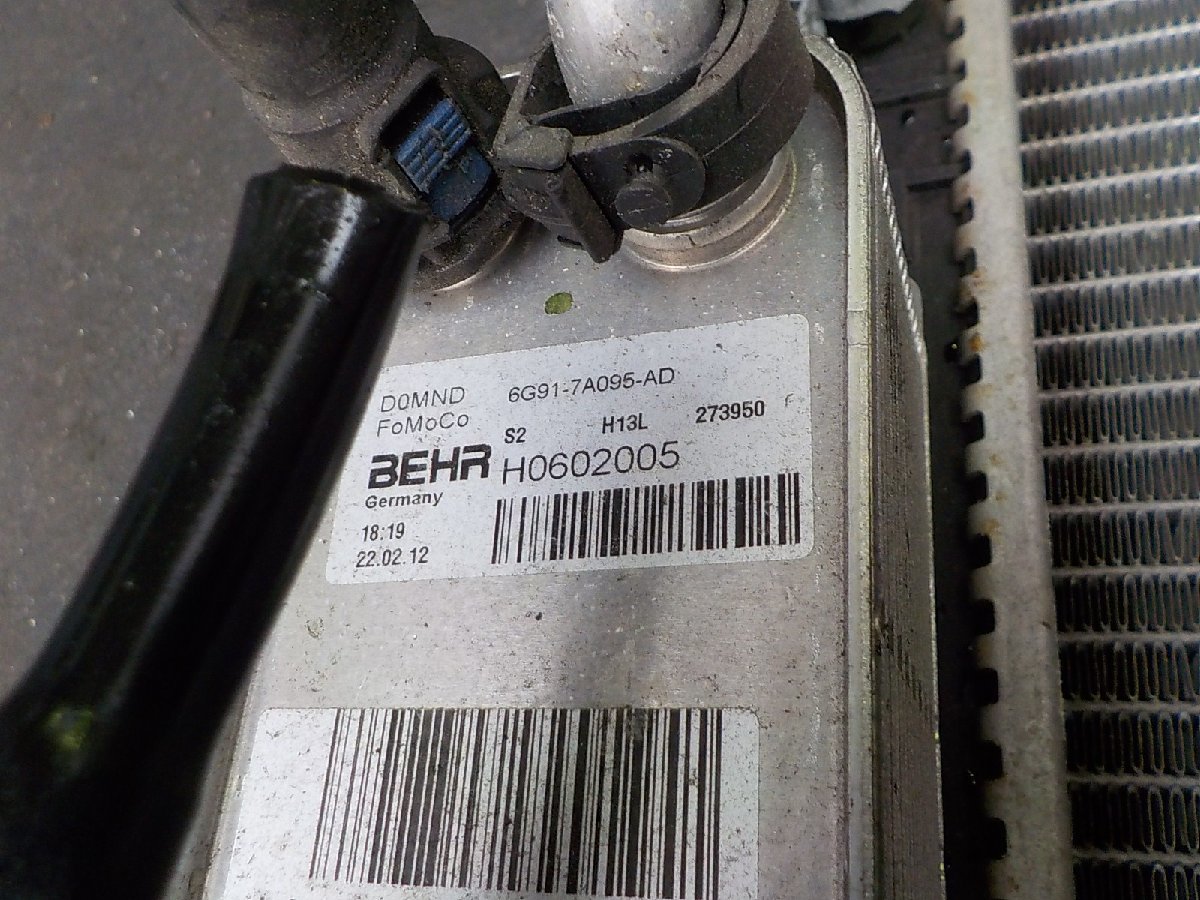 D0MND 6G91-7A095-AD
FoMoCo
S2 H13L 273950 F
BEHR H0602005
Germany
18:19
22.02.12